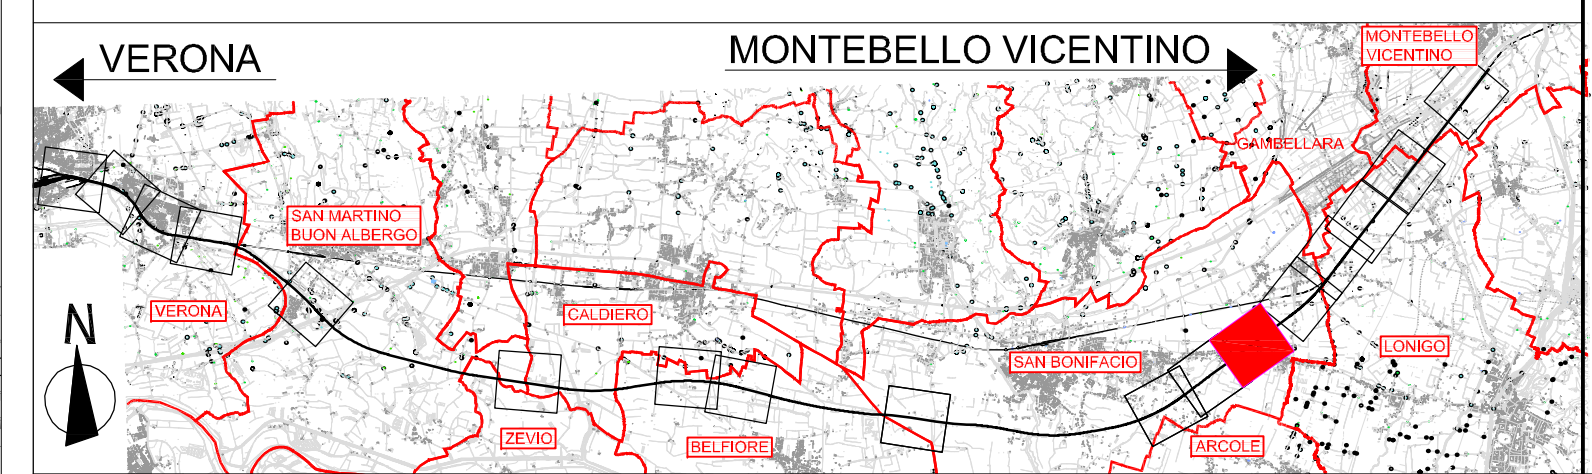 VERONA
MONTEBELLO VICENTINO
MONTEBELLO
VICENTINO
GAMBELLARA
SAN MARTINO
BUON ALBERGO
VERONA
N
CALDIERO
SAN BONIFACIO
LONIGO
ZEVIO
BELFIORE
ARCOLE